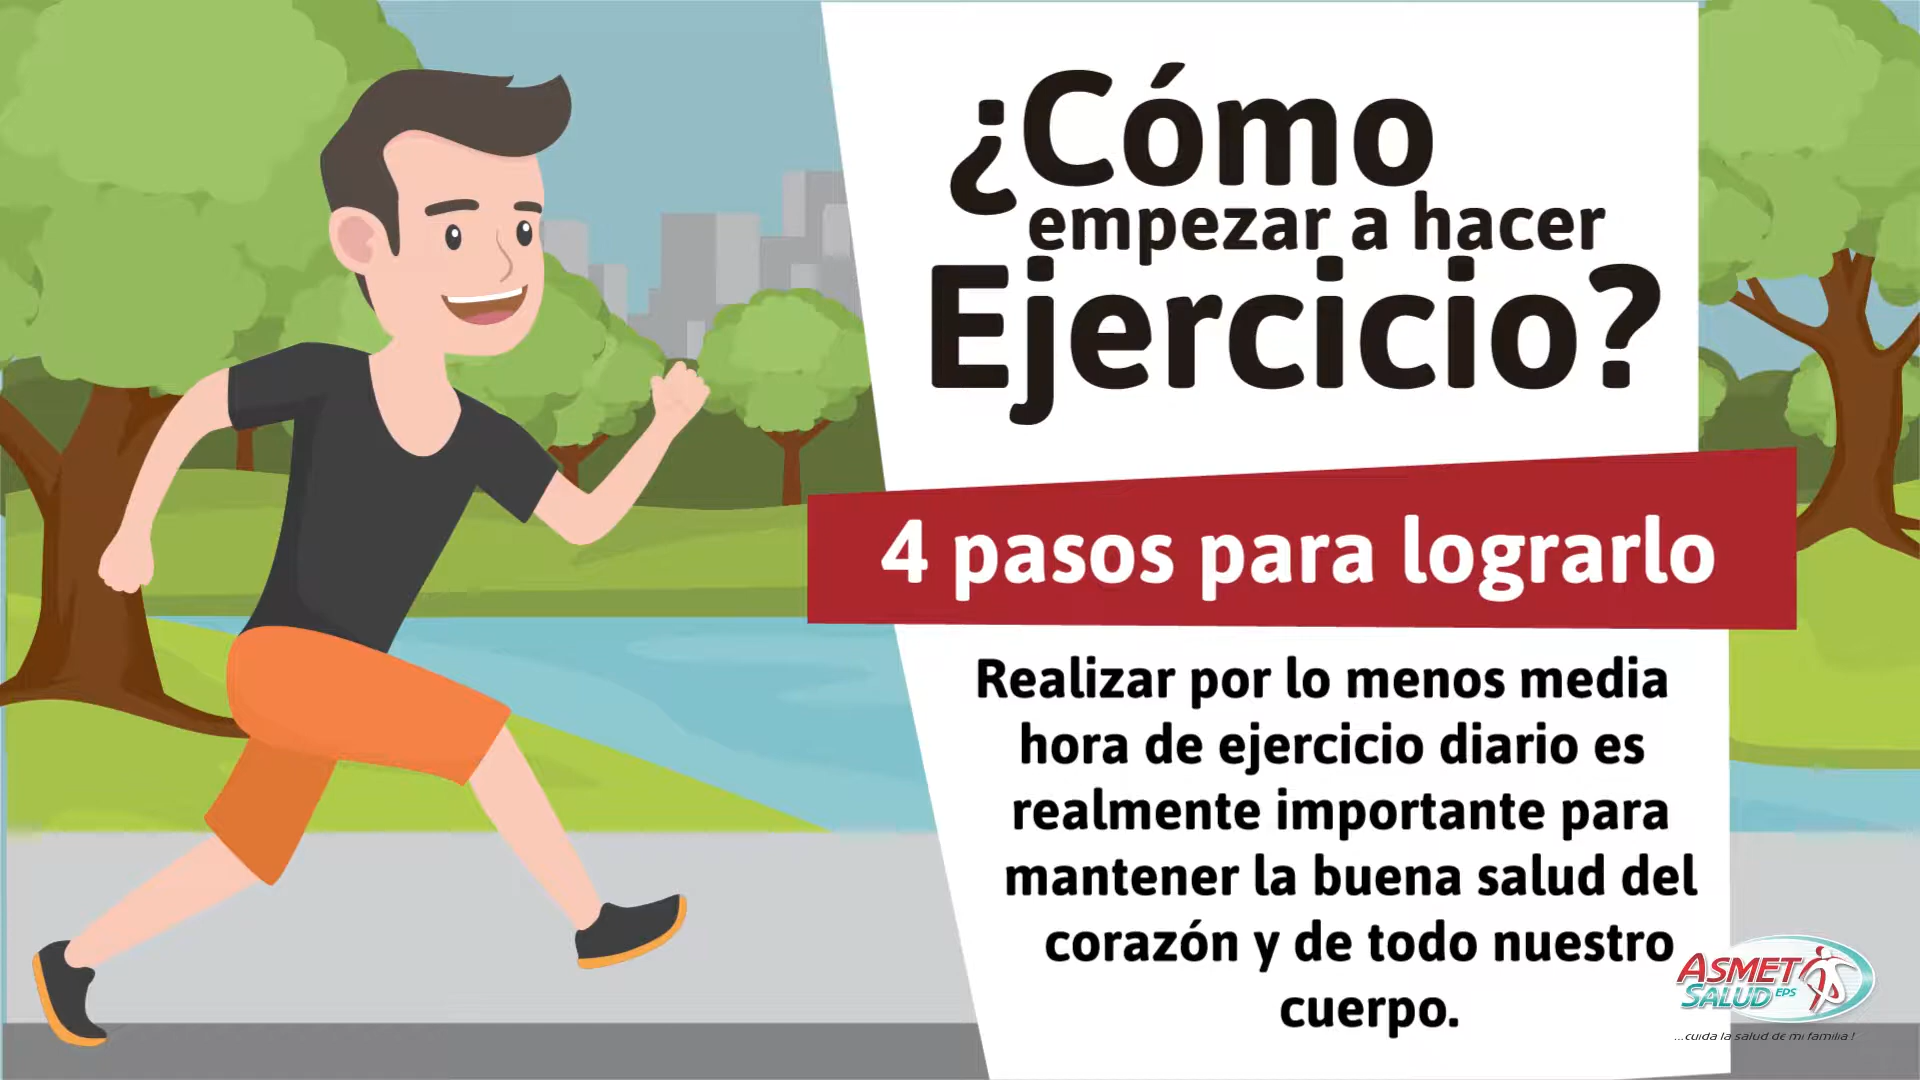 ¿Cómo
empezar a hacer
Ejercicio?
4 pasos para lograrlo
Realizar por lo menos media
hora de ejercicio diario es
realmente importante para
mantener la buena salud del
corazón y de todo nuestro
cuerpo.
ASMET
SALUD EPS
...cuida la salud de mi familia !